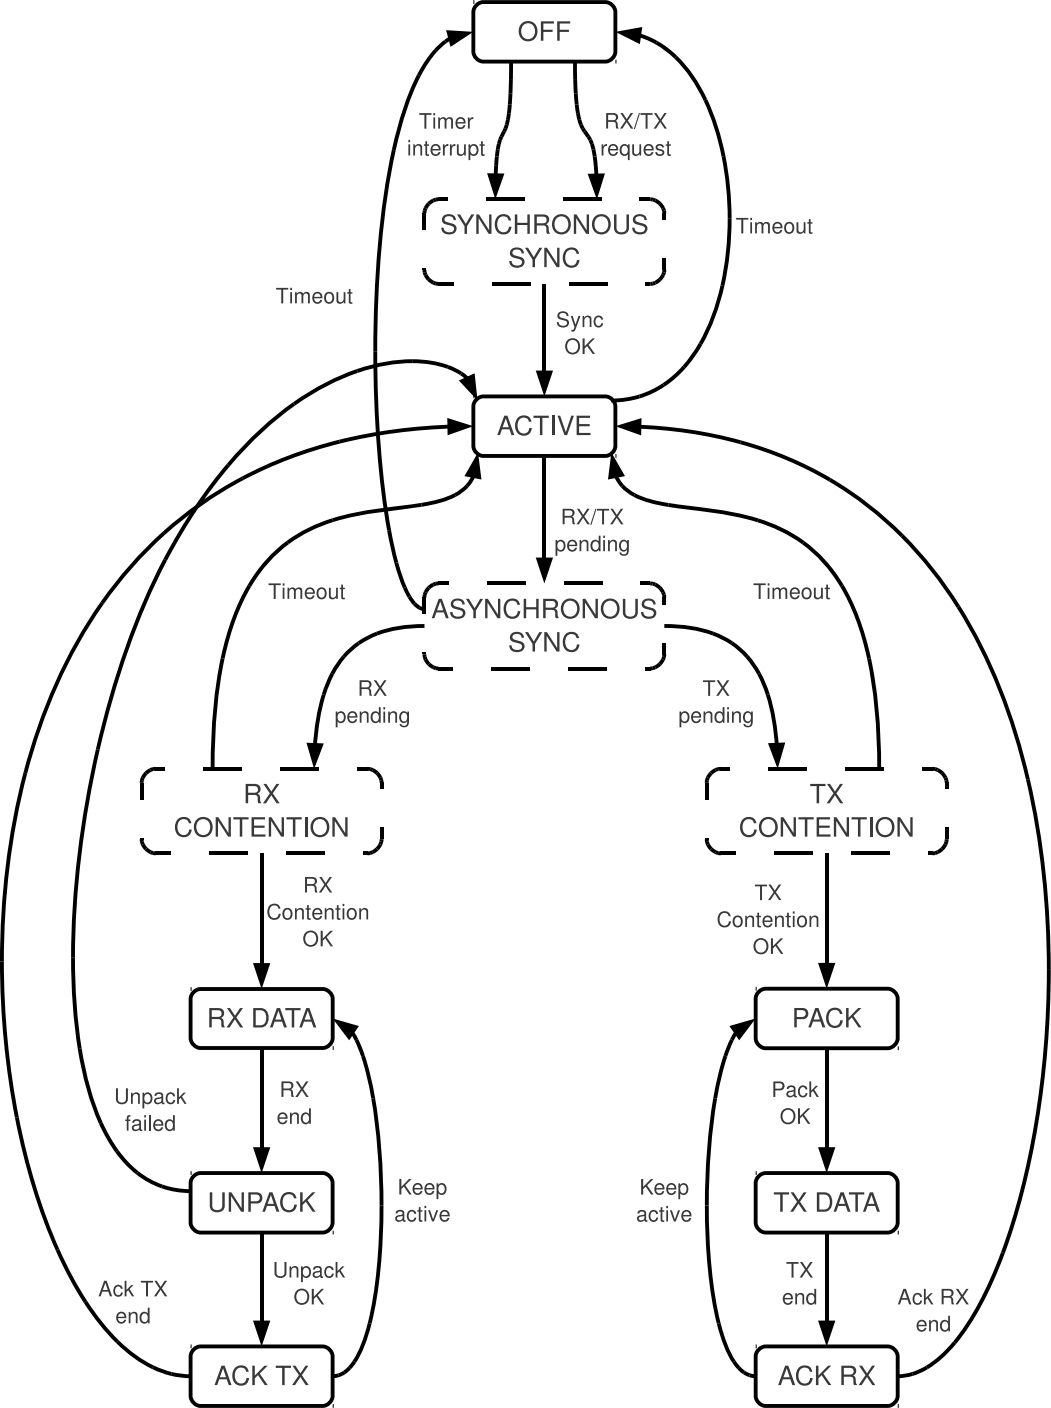 OFF
Timer
interrupt
RX/TX
request
SYNCHRONOUS
SYNC
Timeout
Timeout
Sync
OK
ACTIVE
RX/TX
pending
Timeout
Timeout
ASYNCHRONOUS
SYNC
RX
pending
TX
pending
RX
CONTENTION
TX
CONTENTION
RX
Contention
OK
TX
Contention
OK
RX DATA
PACK
Unpack
failed
RX
end
Pack
OK
UNPACK
Keep
active
Keep
active
TX DATA
Ack TX
end
Unpack
OK
TX
end
Ack RX
end
ACK TX
ACK RX